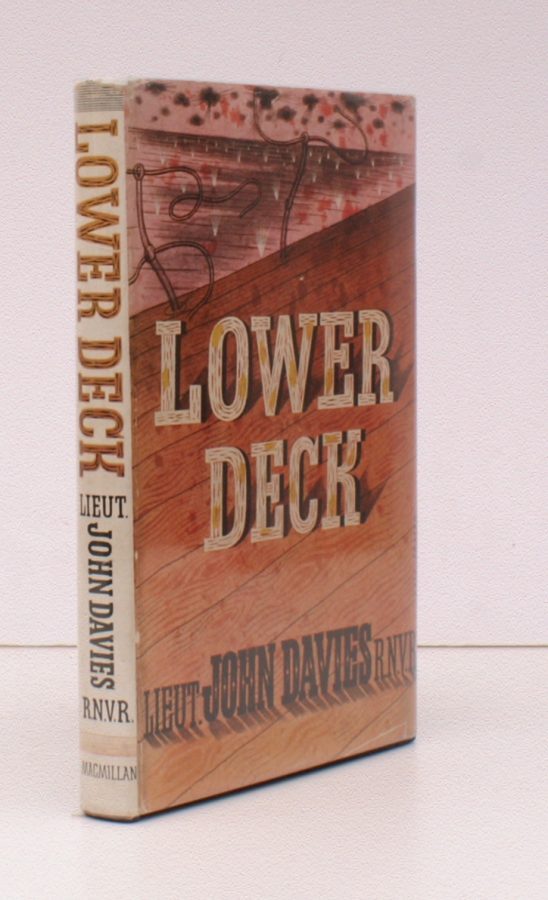 LOWER DECK
LIEUT.
JOHN DAVIES
R.N.V.R.
MACMILLAN
LOWER
DECK
LIEUT. JOHN DAVIES R.N.V.R